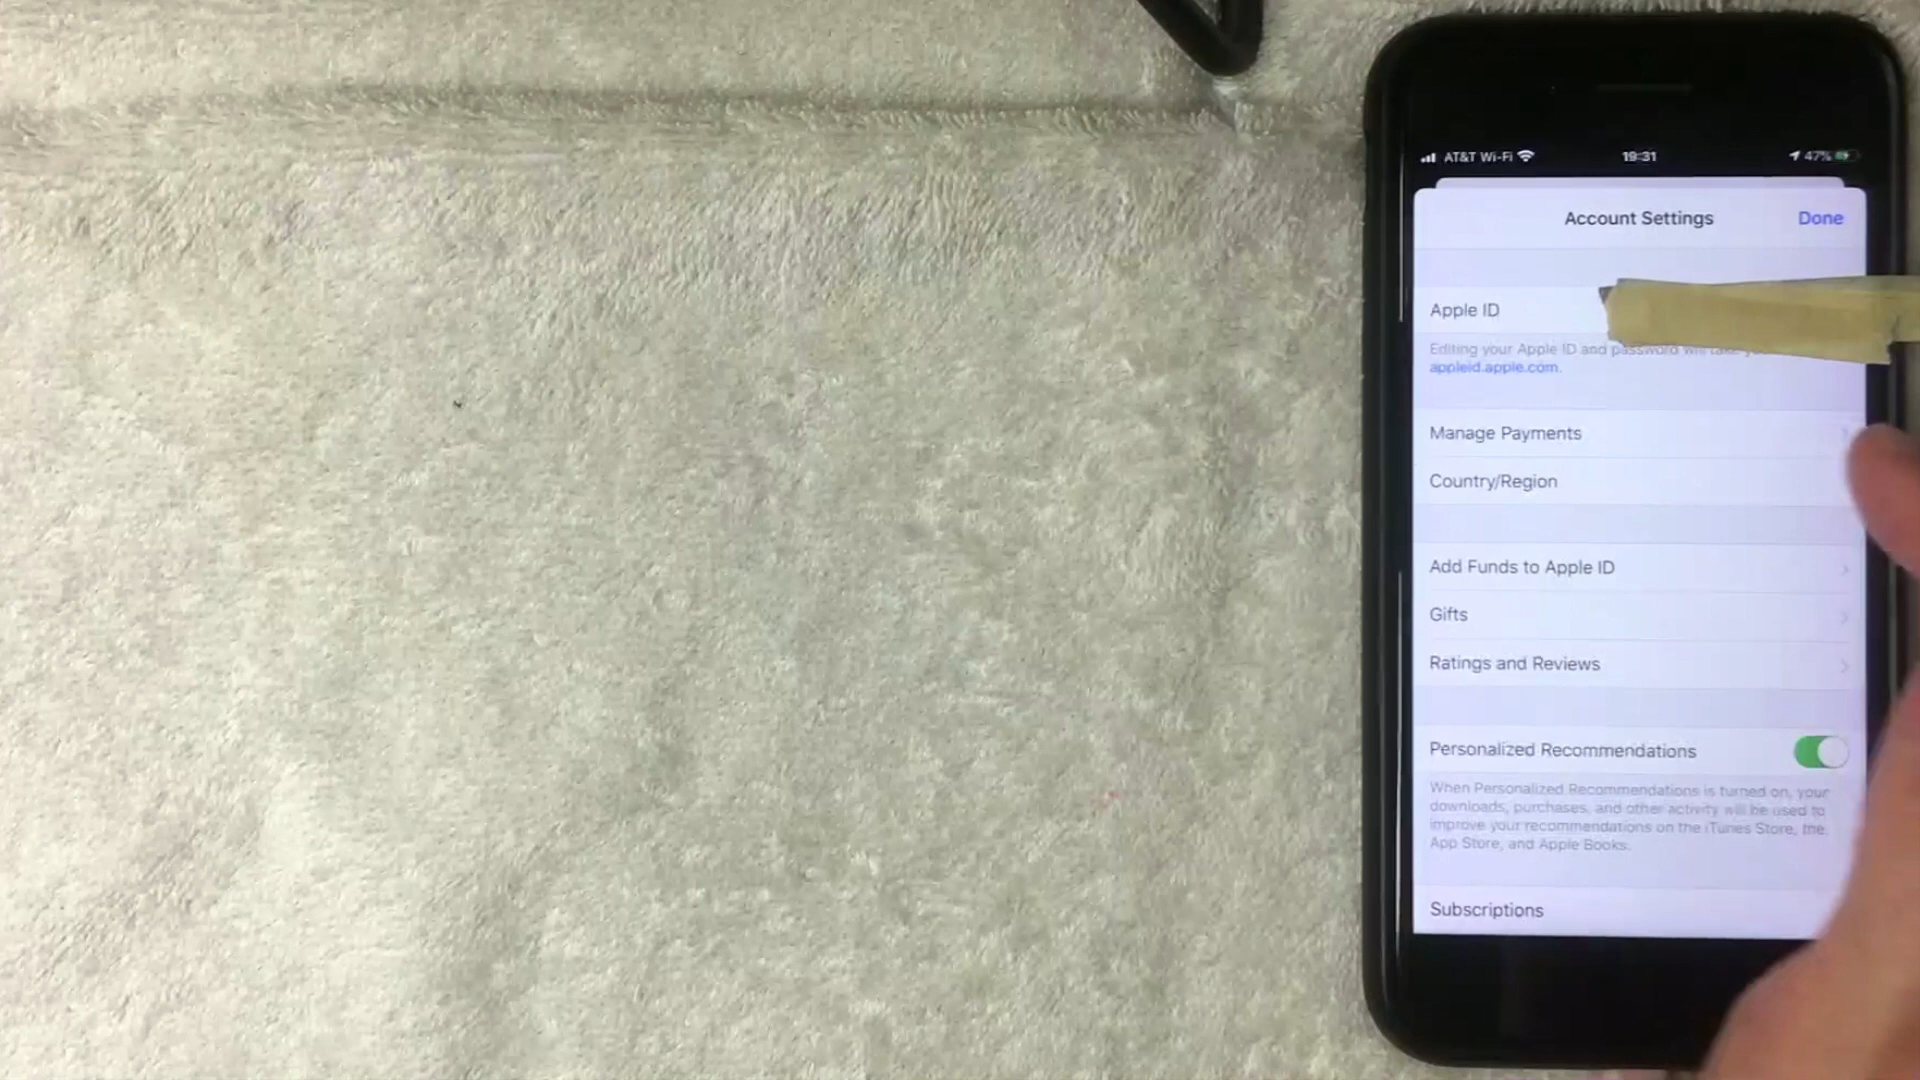 AT&T Wi-Fi 19:31 47%
Account Settings Done
Apple ID
Editing your Apple ID and password will
appleid.apple.com.
Manage Payments
Country/Region
Add Funds to Apple ID
Gifts
Ratings and Reviews
Personalized Recommendations
When Personalized Recommendations is turned on, your
downloads, purchases, and other activity will be used to
improve your recommendations on the iTunes Store, the
App Store, and Apple Books.
Subscriptions